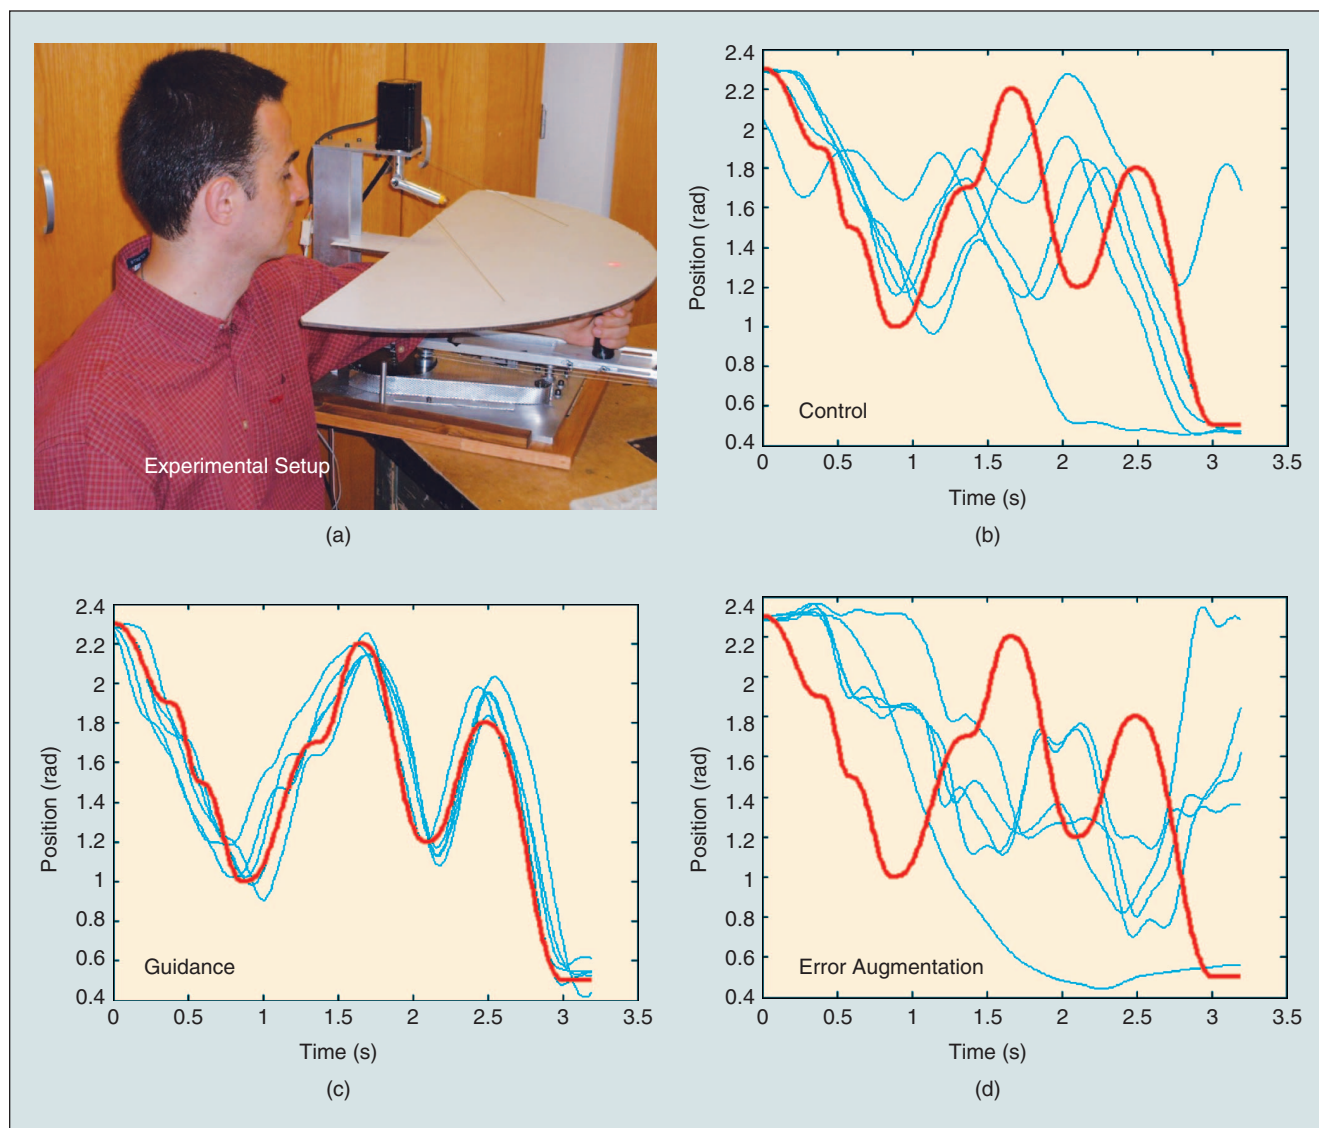 Experimental Setup
(a)
2.4
2.2
2
1.8
1.6
1.4
1.2
1
0.8
0.6
0.4
Position (rad)
Control
0 0.5 1 1.5 2 2.5 3 3.5
Time (s)
(b)
2.4
2.2
2
1.8
1.6
1.4
1.2
1
0.8
0.6
0.4
Position (rad)
Guidance
0 0.5 1 1.5 2 2.5 3 3.5
Time (s)
(c)
2.4
2.2
2
1.8
1.6
1.4
1.2
1
0.8
0.6
0.4
Position (rad)
Error Augmentation
0 0.5 1 1.5 2 2.5 3 3.5
Time (s)
(d)